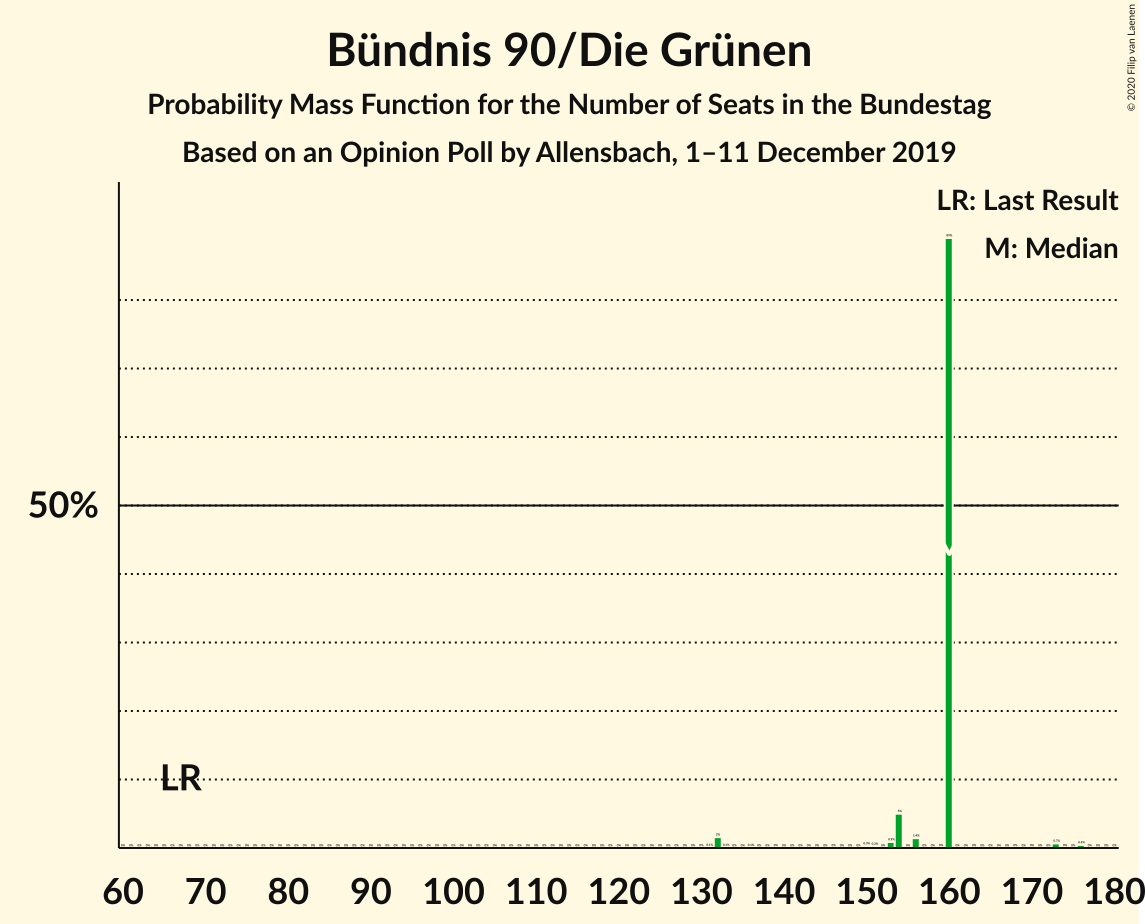 Bündnis 90/Die Grünen
Probability Mass Function for the Number of Seats in the Bundestag
Based on an Opinion Poll by Allensbach, 1–11 December 2019
© 2020 Filip van Laenen
LR: Last Result
M: Median
50%
LR
60 70 80 90 100 110 120 130 140 150 160 170 180